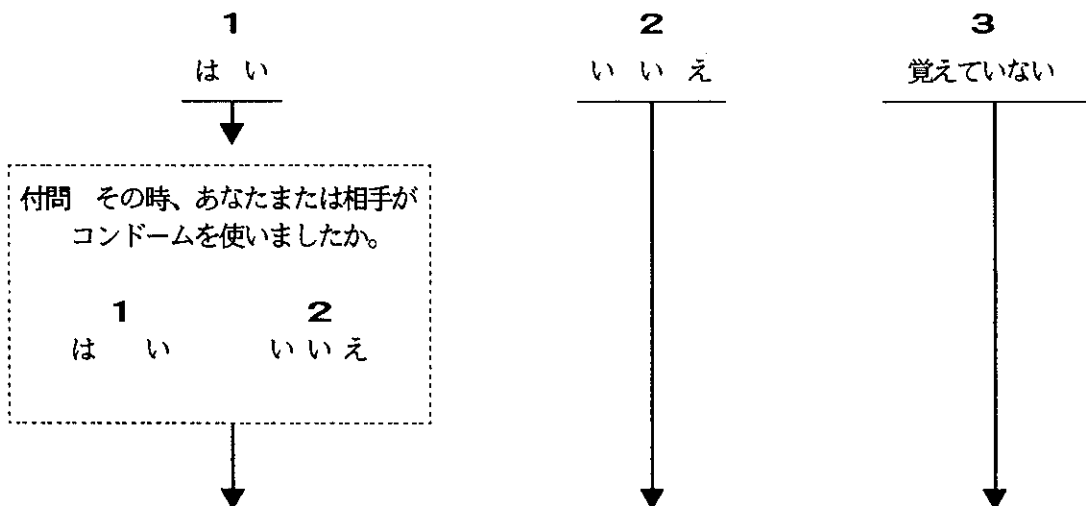 1 2 3
はい いいえ 覚えていない
付問 その時、あなたまたは相手が
コンドームを使いましたか。
1 2
はい いいえ